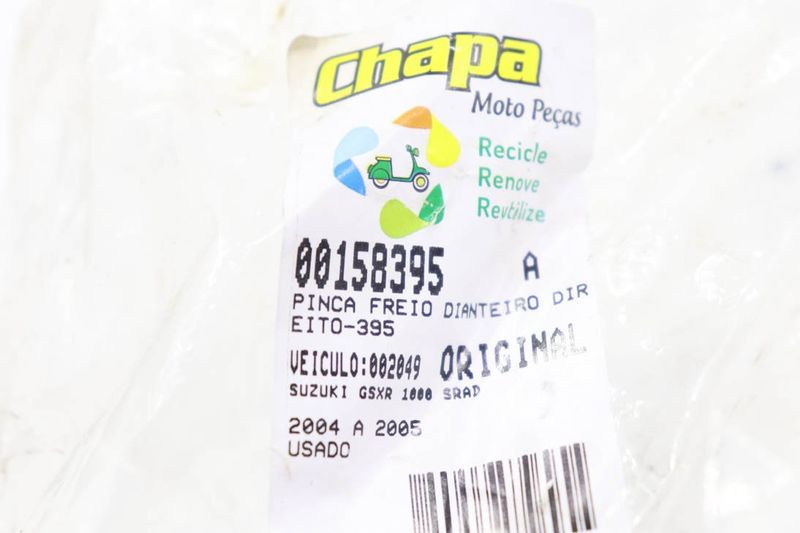 Chapa
Moto Peças
Recicle
Renove
Reutilize
00158395 A
PINCA FREIO DIANTEIRO DIR
EITO-395
VEICULO:002049 ORIGINAL
SUZUKI GSXR 1000 SRAD
2004 A 2005
USADO